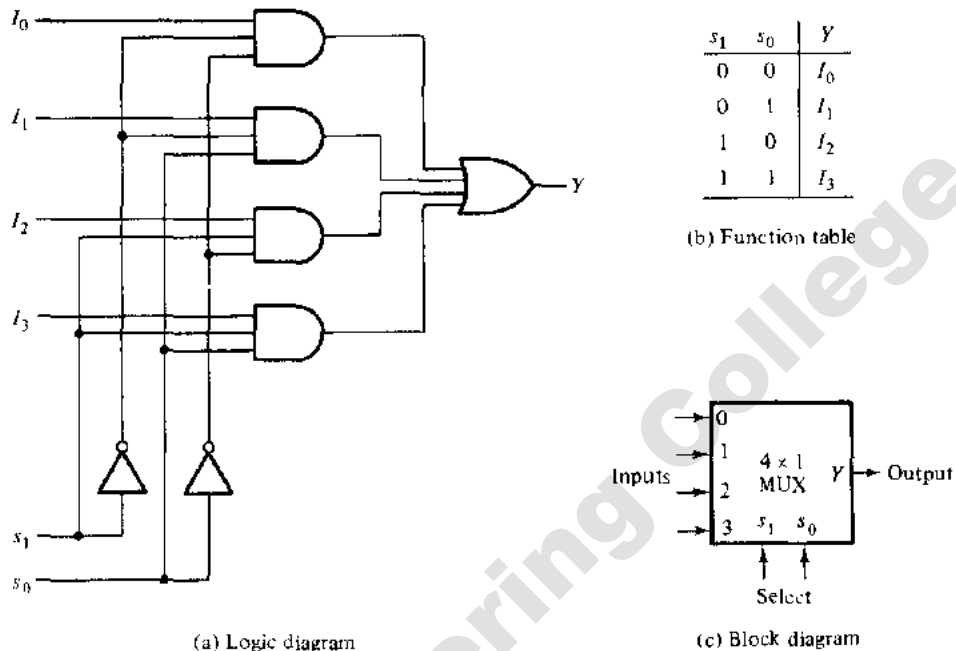 I0
I1
I2
I3
s1
s0
Y
(a) Logic diagram
s1 s0 Y
0 0 I0
0 1 I1
1 0 I2
1 1 I3
(b) Function table
Inputs
0
1
2
3
4 × 1
MUX
Y
s1 s0
Output
Select
(c) Block diagram
ering College